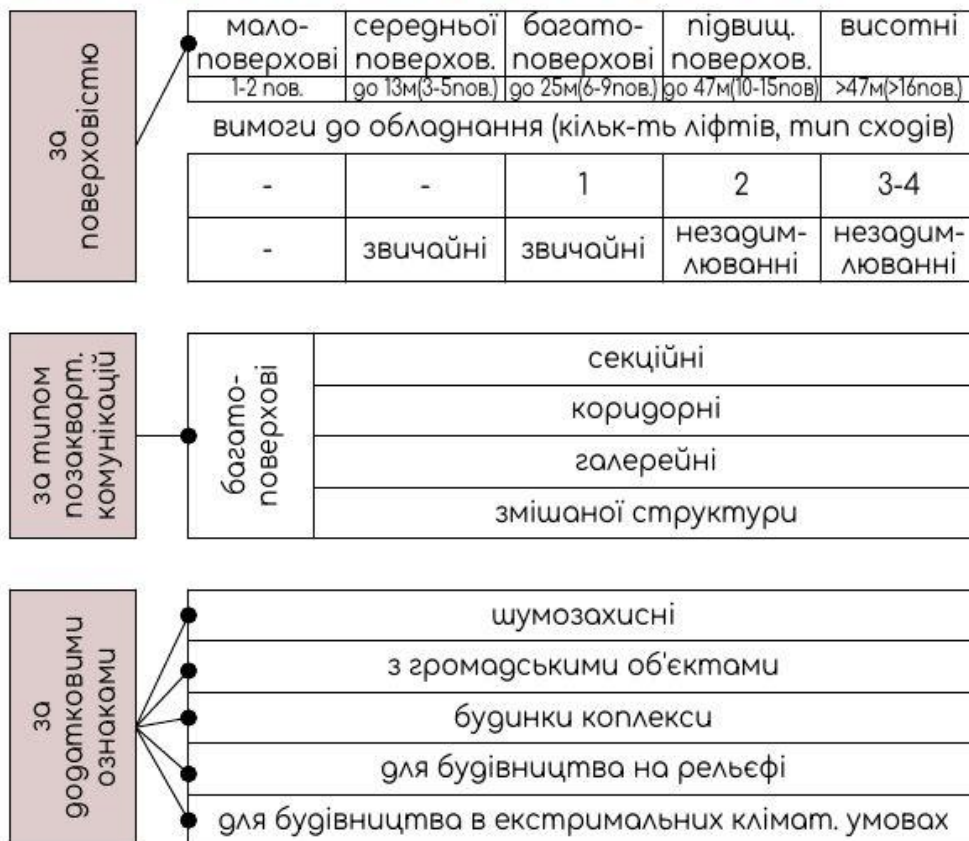 за
поверховістю
мало-
поверхові
середньої
поверхов.
багато-
поверхові
підвищ.
поверхов.
висотні
1-2 пов.
до 13м(3-5пов.)
до 25м(6-9пов.)
до 47м(10-15пов)
>47м(>16пов.)
вимоги до обладнання (кільк-ть ліфтів, тип сходів)
-
-
1
2
3-4
-
звичайні
звичайні
незадим-
люванні
незадим-
люванні
за типом
позакварт.
комунікацій
багато-
поверхові
секційні
коридорні
галерейні
змішаної структури
за
додатковими
ознаками
шумозахисні
з громадськими об'єктами
будинки коплекси
для будівництва на рельєфі
для будівництва в екстримальних клімат. умовах